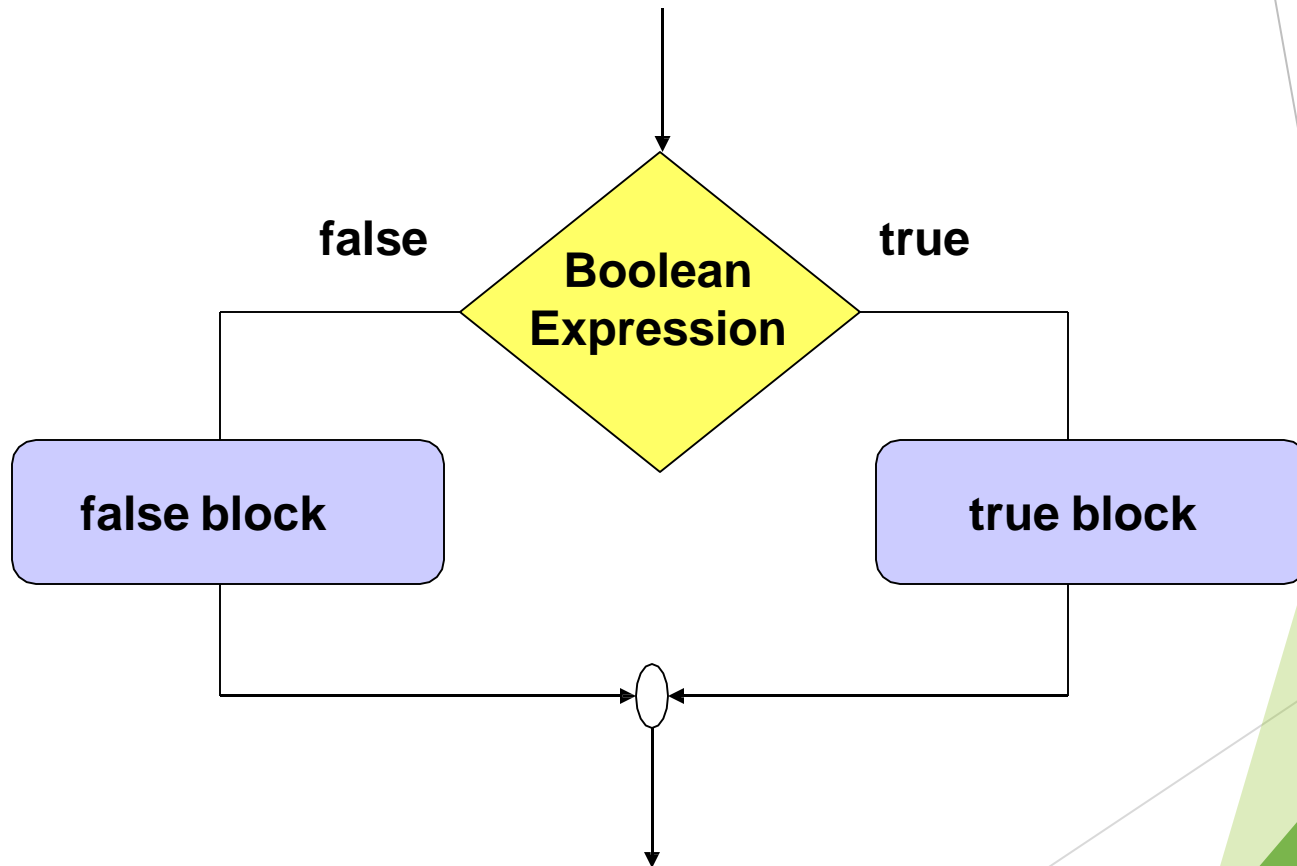 false
true
Boolean
Expression
false block
true block